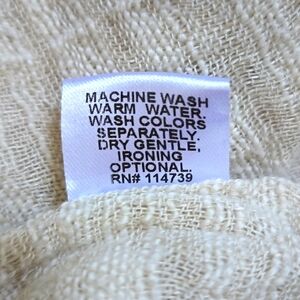 MACHINE WASH
WARM WATER.
WASH COLORS
SEPARATELY.
DRY GENTLE,
IRONING
OPTIONAL.
RN# 114739